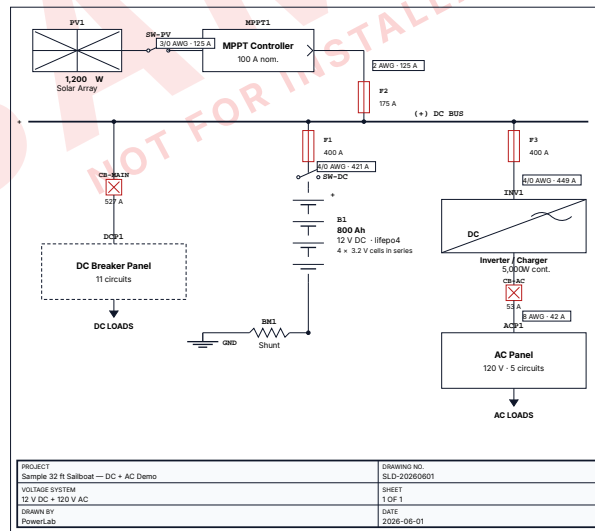 PV1
MPPT1
SW-PV
3/0 AWG · 125 A
MPPT Controller
100 A nom.
1,200 W
Solar Array
2 AWG · 125 A
F2
175 A
NOT FOR INSTALL
+
(+) DC BUS
F1
400 A
F3
400 A
CB-MAIN
527 A
4/0 AWG · 421 A
SW-DC
4/0 AWG · 449 A
INV1
+
B1
800 Ah
12 V DC · lifepo4
4 × 3.2 V cells in series
DC
DCP1
DC Breaker Panel
11 circuits
Inverter / Charger
5,000W cont.
CB-AC
53 A
8 AWG · 42 A
ACP1
DC LOADS
BM1
Shunt
GND
AC Panel
120 V · 5 circuits
AC LOADS
PROJECT
Sample 32 ft Sailboat — DC + AC Demo
DRAWING NO.
SLD-20260601
VOLTAGE SYSTEM
12 V DC + 120 V AC
SHEET
1 OF 1
DRAWN BY
PowerLab
DATE
2026-06-01